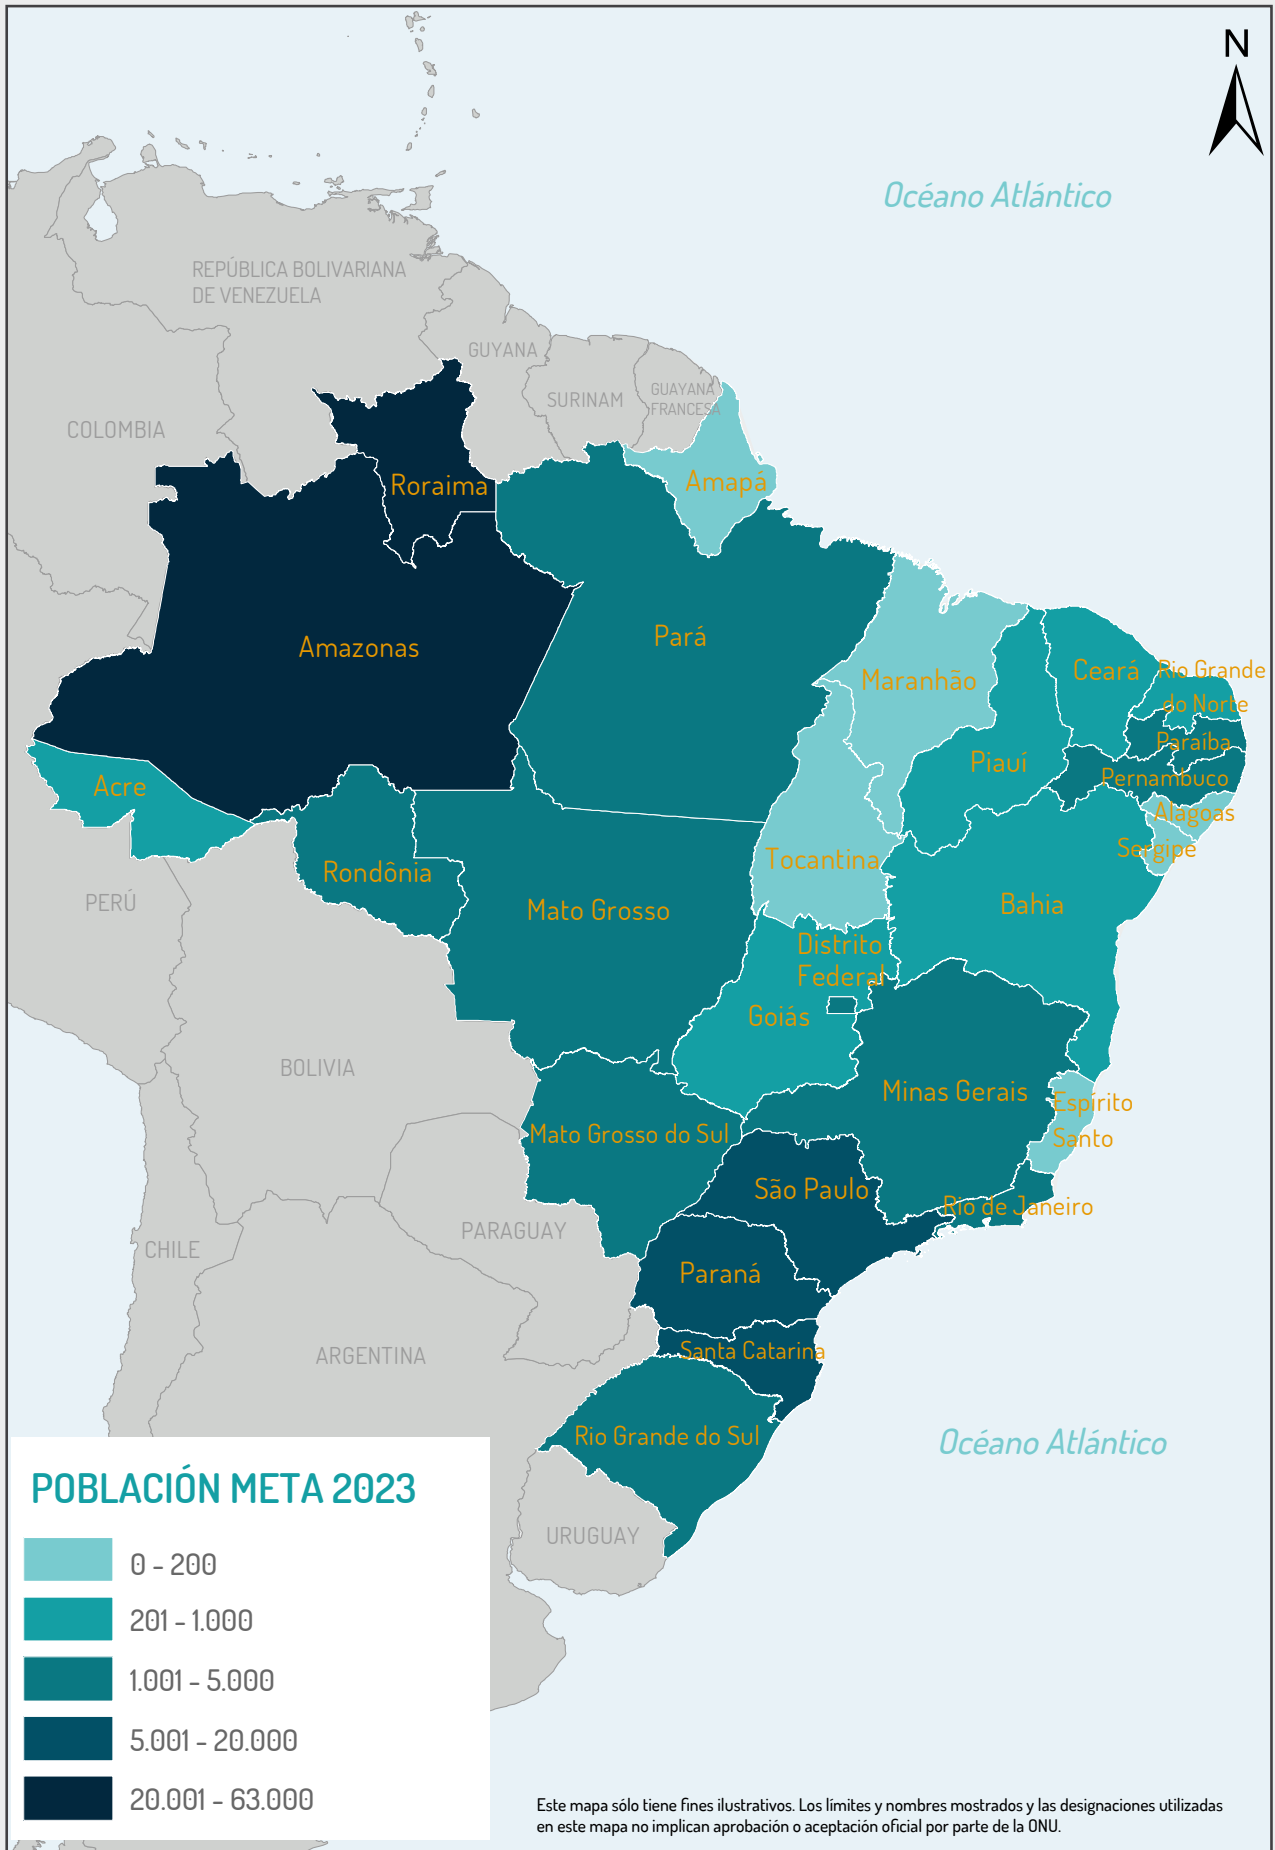 N
Océano Atlántico
REPÚBLICA BOLIVARIANA
DE VENEZUELA
GUYANA
SURINAM
GUAYANA
FRANCESA
COLOMBIA
Roraima
Amapá
Amazonas
Pará
Maranhão
Ceará
Rio Grande
do Norte
Paraíba
Piauí
Pernambuco
Acre
Alagoas
Sergipe
Tocantina
Rondônia
PERÚ
Mato Grosso
Bahia
Distrito
Federal
Goiás
BOLIVIA
Minas Gerais
Espírito
Santo
Mato Grosso do Sul
São Paulo
Rio de Janeiro
PARAGUAY
CHILE
Paraná
Santa Catarina
ARGENTINA
Rio Grande do Sul
Océano Atlántico
URUGUAY
POBLACIÓN META 2023
0 - 200
201 - 1.000
1.001 - 5.000
5.001 - 20.000
20.001 - 63.000
Este mapa sólo tiene fines ilustrativos. Los límites y nombres mostrados y las designaciones utilizadas
en este mapa no implican aprobación o aceptación oficial por parte de la ONU.